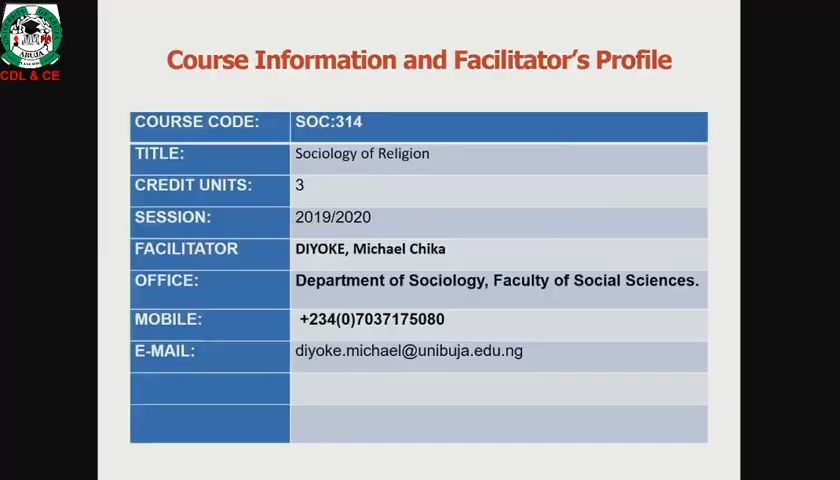 ABUJA
CDL & CE
Course Information and Facilitator's Profile
COURSE CODE: SOC:314
TITLE: Sociology of Religion
CREDIT UNITS: 3
SESSION: 2019/2020
FACILITATOR DIYOKE, Michael Chika
OFFICE: Department of Sociology, Faculty of Social Sciences.
MOBILE: +234(0)7037175080
E-MAIL: diyoke.michael@unibuja.edu.ng